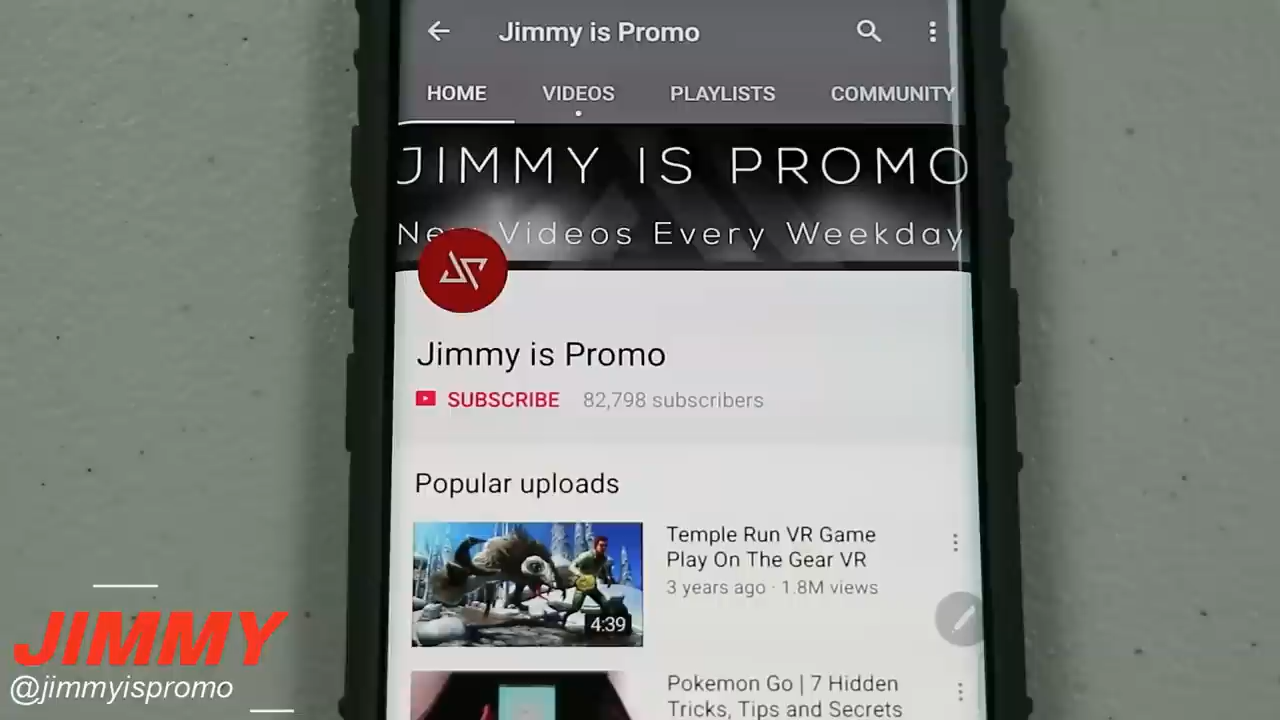 Jimmy is Promo
HOME VIDEOS PLAYLISTS COMMUNITY
JIMMY IS PROMO
New Videos Every Weekday
Jimmy is Promo
SUBSCRIBE 82,798 subscribers
Popular uploads
Temple Run VR Game
Play On The Gear VR
3 years ago · 1.8M views
4:39
Pokemon Go | 7 Hidden
Tricks, Tips and Secrets
JIMMY
@jimmyispromo